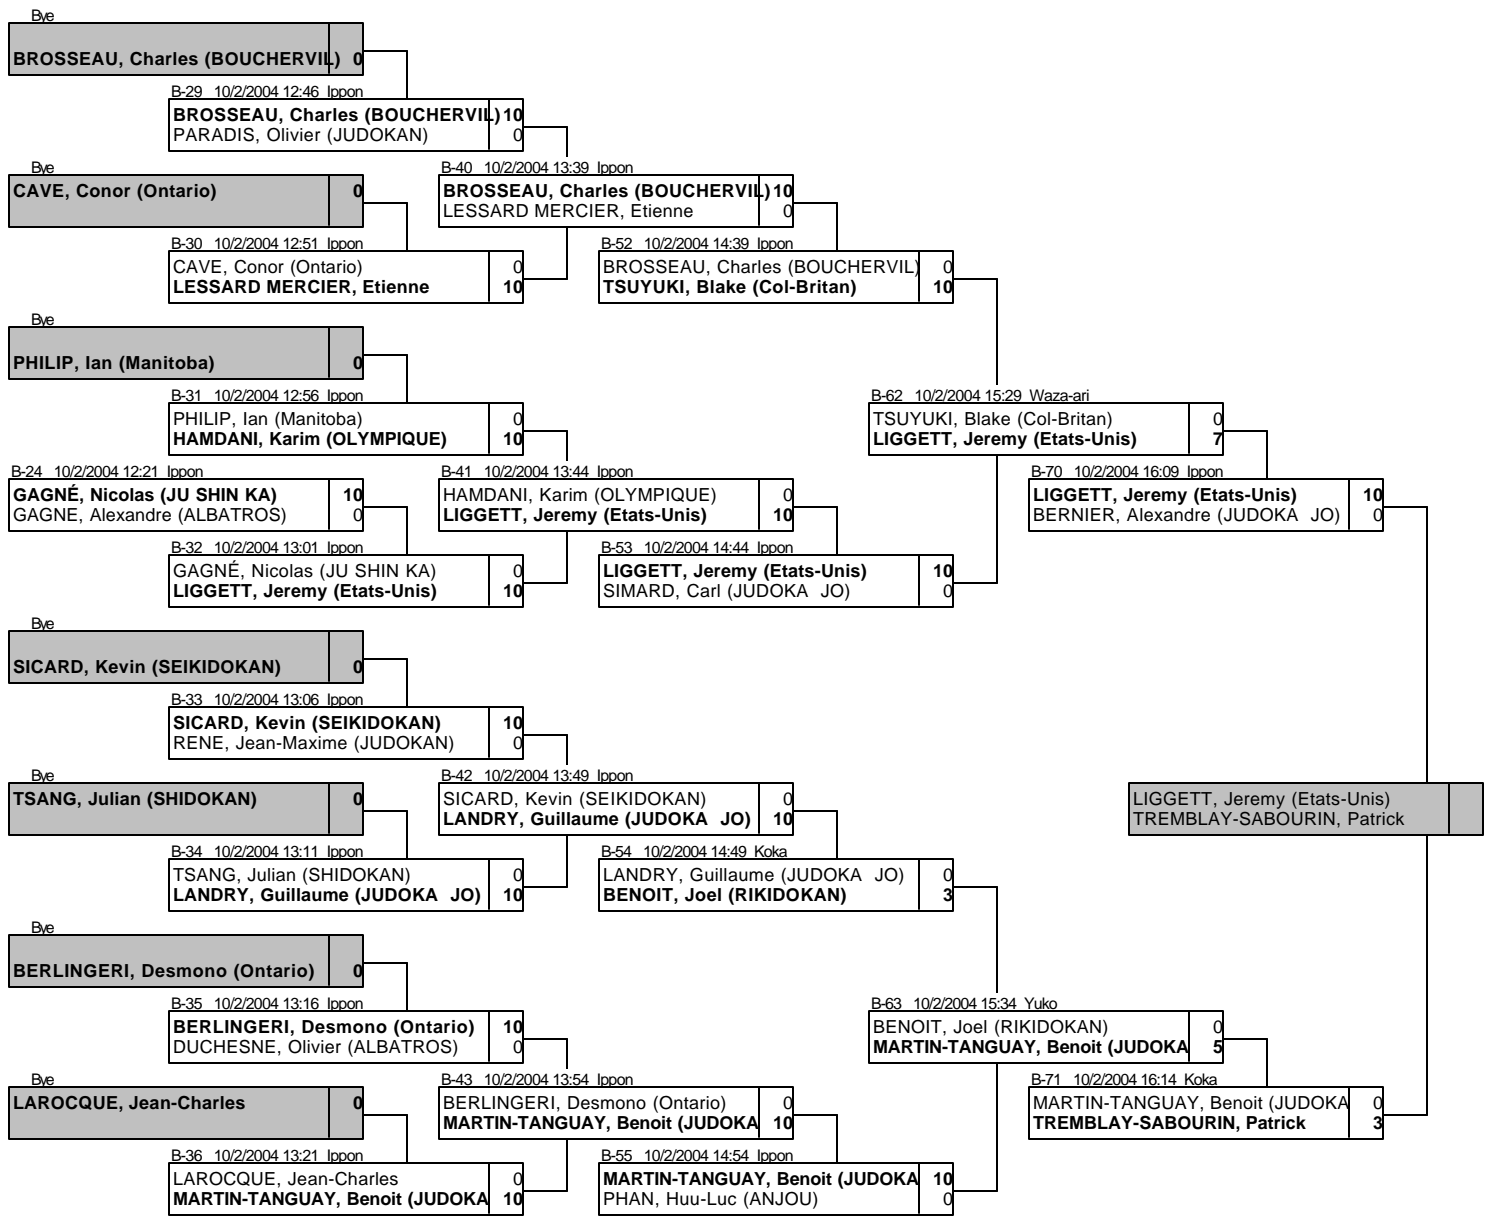 Bye
BROSSEAU, Charles (BOUCHERVIL) 0
B-29 10/2/2004 12:46 Ippon
BROSSEAU, Charles (BOUCHERVIL) 10
PARADIS, Olivier (JUDOKAN) 0
Bye
CAVE, Conor (Ontario) 0
B-40 10/2/2004 13:39 Ippon
BROSSEAU, Charles (BOUCHERVIL) 10
LESSARD MERCIER, Etienne 0
B-30 10/2/2004 12:51 Ippon
CAVE, Conor (Ontario) 0
LESSARD MERCIER, Etienne 10
B-52 10/2/2004 14:39 Ippon
BROSSEAU, Charles (BOUCHERVIL) 0
TSUYUKI, Blake (Col-Britan) 10
Bye
PHILIP, Ian (Manitoba) 0
B-31 10/2/2004 12:56 Ippon
PHILIP, Ian (Manitoba) 0
HAMDANI, Karim (OLYMPIQUE) 10
B-62 10/2/2004 15:29 Waza-ari
TSUYUKI, Blake (Col-Britan) 0
LIGGETT, Jeremy (Etats-Unis) 7
B-24 10/2/2004 12:21 Ippon
GAGNÉ, Nicolas (JU SHIN KA) 10
GAGNE, Alexandre (ALBATROS) 0
B-41 10/2/2004 13:44 Ippon
HAMDANI, Karim (OLYMPIQUE) 0
LIGGETT, Jeremy (Etats-Unis) 10
B-70 10/2/2004 16:09 Ippon
LIGGETT, Jeremy (Etats-Unis) 10
BERNIER, Alexandre (JUDOKA JO) 0
B-32 10/2/2004 13:01 Ippon
GAGNÉ, Nicolas (JU SHIN KA) 0
LIGGETT, Jeremy (Etats-Unis) 10
B-53 10/2/2004 14:44 Ippon
LIGGETT, Jeremy (Etats-Unis) 10
SIMARD, Carl (JUDOKA JO) 0
Bye
SICARD, Kevin (SEIKIDOKAN) 0
B-33 10/2/2004 13:06 Ippon
SICARD, Kevin (SEIKIDOKAN) 10
RENE, Jean-Maxime (JUDOKAN) 0
Bye
TSANG, Julian (SHIDOKAN) 0
B-42 10/2/2004 13:49 Ippon
SICARD, Kevin (SEIKIDOKAN) 0
LANDRY, Guillaume (JUDOKA JO) 10
LIGGETT, Jeremy (Etats-Unis)
TREMBLAY-SABOURIN, Patrick
B-34 10/2/2004 13:11 Ippon
TSANG, Julian (SHIDOKAN) 0
LANDRY, Guillaume (JUDOKA JO) 10
B-54 10/2/2004 14:49 Koka
LANDRY, Guillaume (JUDOKA JO) 0
BENOIT, Joel (RIKIDOKAN) 3
Bye
BERLINGERI, Desmono (Ontario) 0
B-35 10/2/2004 13:16 Ippon
BERLINGERI, Desmono (Ontario) 10
DUCHESNE, Olivier (ALBATROS) 0
B-63 10/2/2004 15:34 Yuko
BENOIT, Joel (RIKIDOKAN) 0
MARTIN-TANGUAY, Benoit (JUDOKA 5
Bye
LAROCQUE, Jean-Charles 0
B-43 10/2/2004 13:54 Ippon
BERLINGERI, Desmono (Ontario) 0
MARTIN-TANGUAY, Benoit (JUDOKA 10
B-71 10/2/2004 16:14 Koka
MARTIN-TANGUAY, Benoit (JUDOKA 0
TREMBLAY-SABOURIN, Patrick 3
B-36 10/2/2004 13:21 Ippon
LAROCQUE, Jean-Charles 0
MARTIN-TANGUAY, Benoit (JUDOKA 10
B-55 10/2/2004 14:54 Ippon
MARTIN-TANGUAY, Benoit (JUDOKA 10
PHAN, Huu-Luc (ANJOU) 0